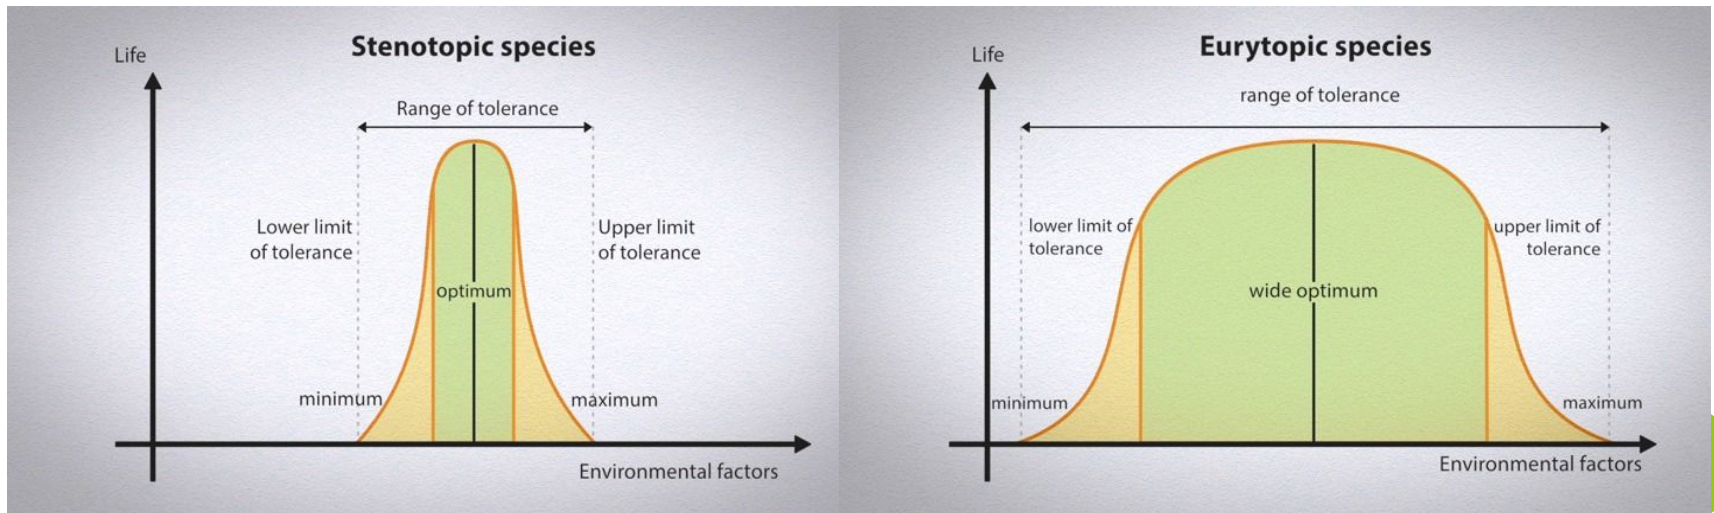 Stenotopic species
Life
Range of tolerance
Lower limit
of tolerance
Upper limit
of tolerance
optimum
minimum
maximum
Environmental factors
Eurytopic species
Life
range of tolerance
lower limit of
tolerance
upper limit of
tolerance
wide optimum
minimum
maximum
Environmental factors